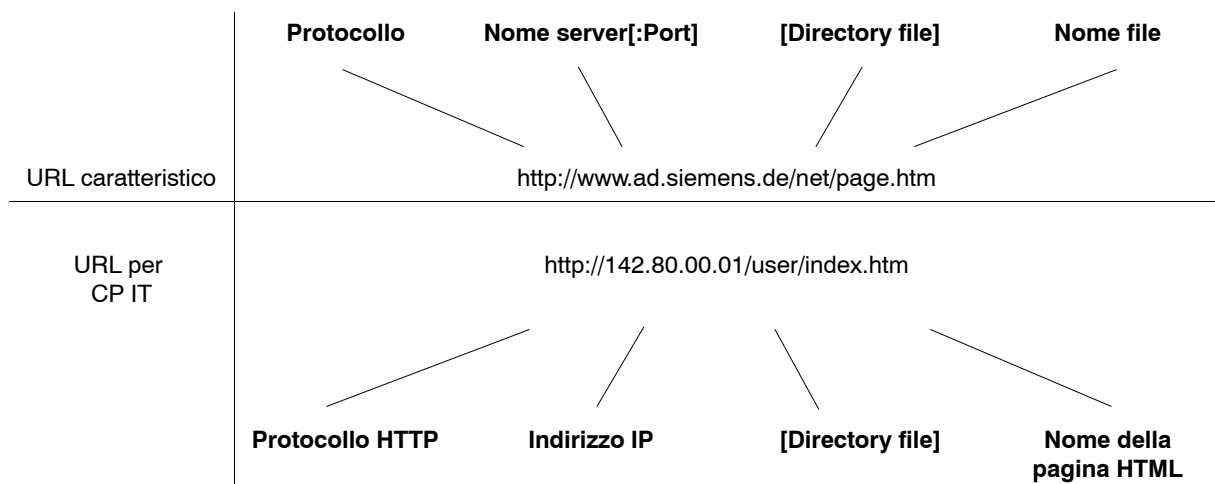 Protocollo Nome server[:Port] [Directory file] Nome file
URL caratteristico http://www.ad.siemens.de/net/page.htm
URL per http://142.80.00.01/user/index.htm
CP IT
Protocollo HTTP Indirizzo IP [Directory file] Nome della
pagina HTML